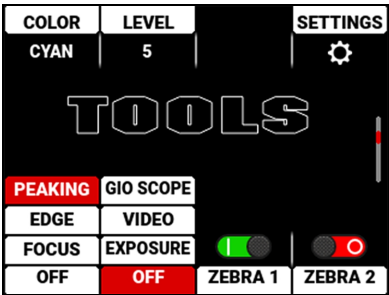 COLOR LEVEL SETTINGS
CYAN 5
TOOLS
PEAKING GIO SCOPE
EDGE VIDEO
FOCUS EXPOSURE
OFF OFF ZEBRA 1 ZEBRA 2